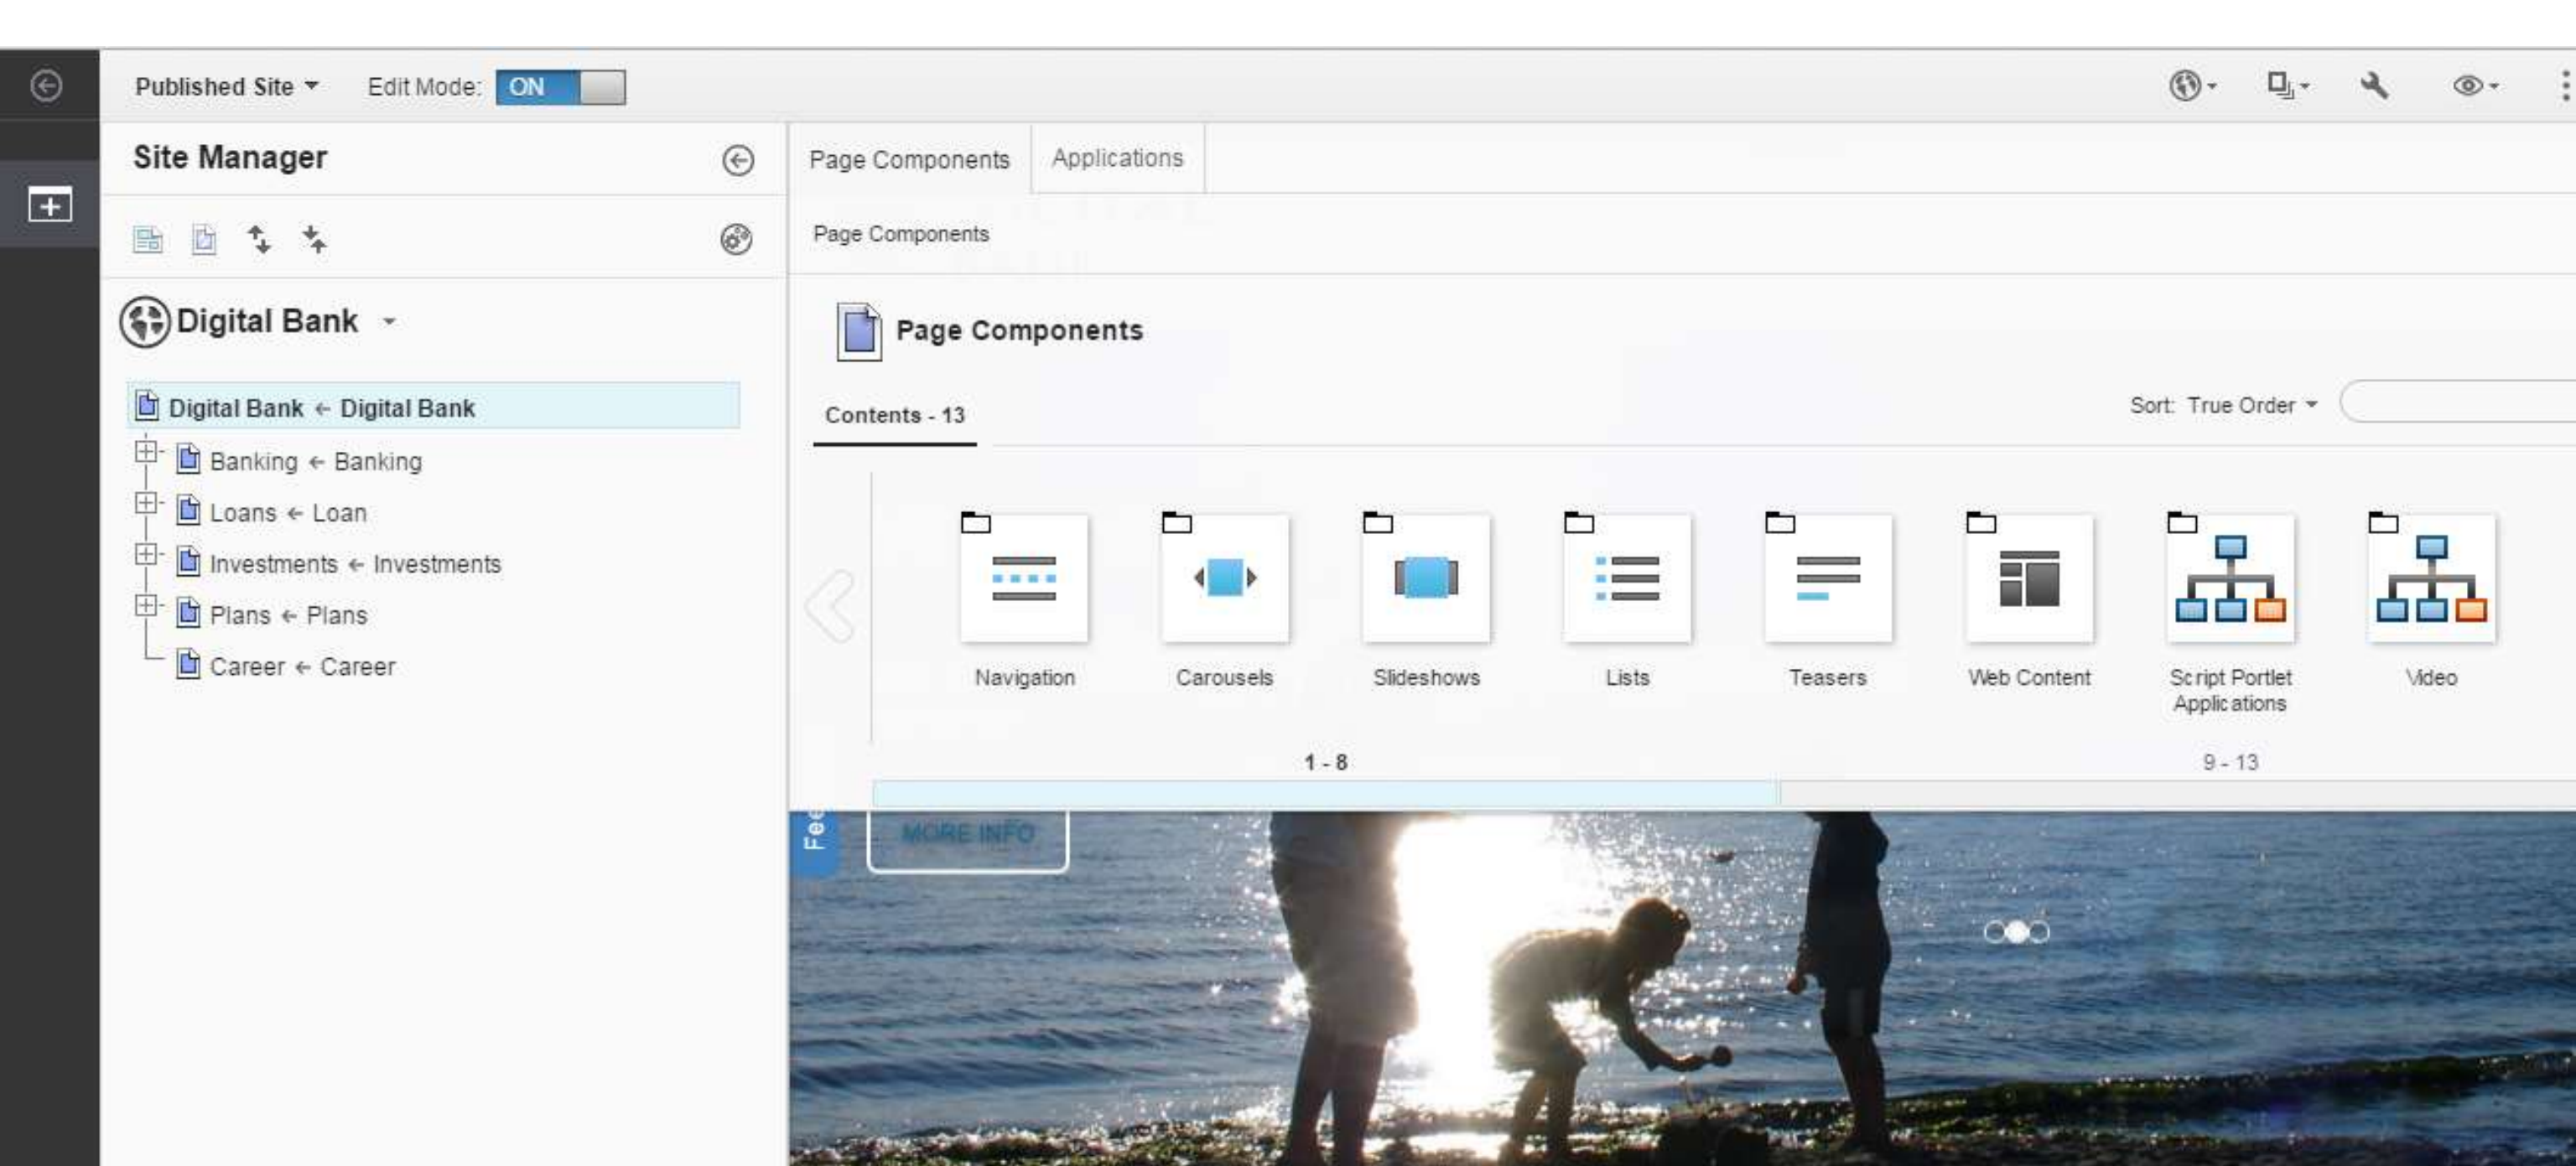 Published Site
Edit Mode: ON
Site Manager
Page Components
Applications
Page Components
Digital Bank
Page Components
Digital Bank ← Digital Bank
Contents - 13
Sort: True Order
Banking ← Banking
Loans ← Loan
Investments ← Investments
Plans ← Plans
Career ← Career
Navigation
Carousels
Slideshows
Lists
Teasers
Web Content
Script Portlet
Applications
Video
1 - 8
9 - 13
Fee
MORE INFO